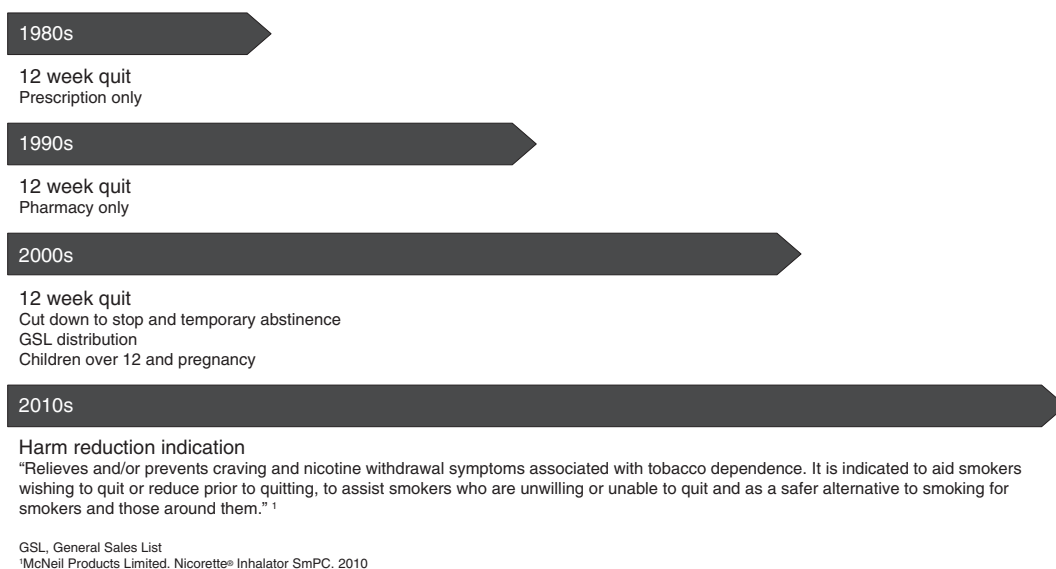 1980s
12 week quit
Prescription only
1990s
12 week quit
Pharmacy only
2000s
12 week quit
Cut down to stop and temporary abstinence
GSL distribution
Children over 12 and pregnancy
2010s
Harm reduction indication
“Relieves and/or prevents craving and nicotine withdrawal symptoms associated with tobacco dependence. It is indicated to aid smokers
wishing to quit or reduce prior to quitting, to assist smokers who are unwilling or unable to quit and as a safer alternative to smoking for
smokers and those around them.” ¹
GSL, General Sales List
¹McNeil Products Limited. Nicorette® Inhalator SmPC. 2010